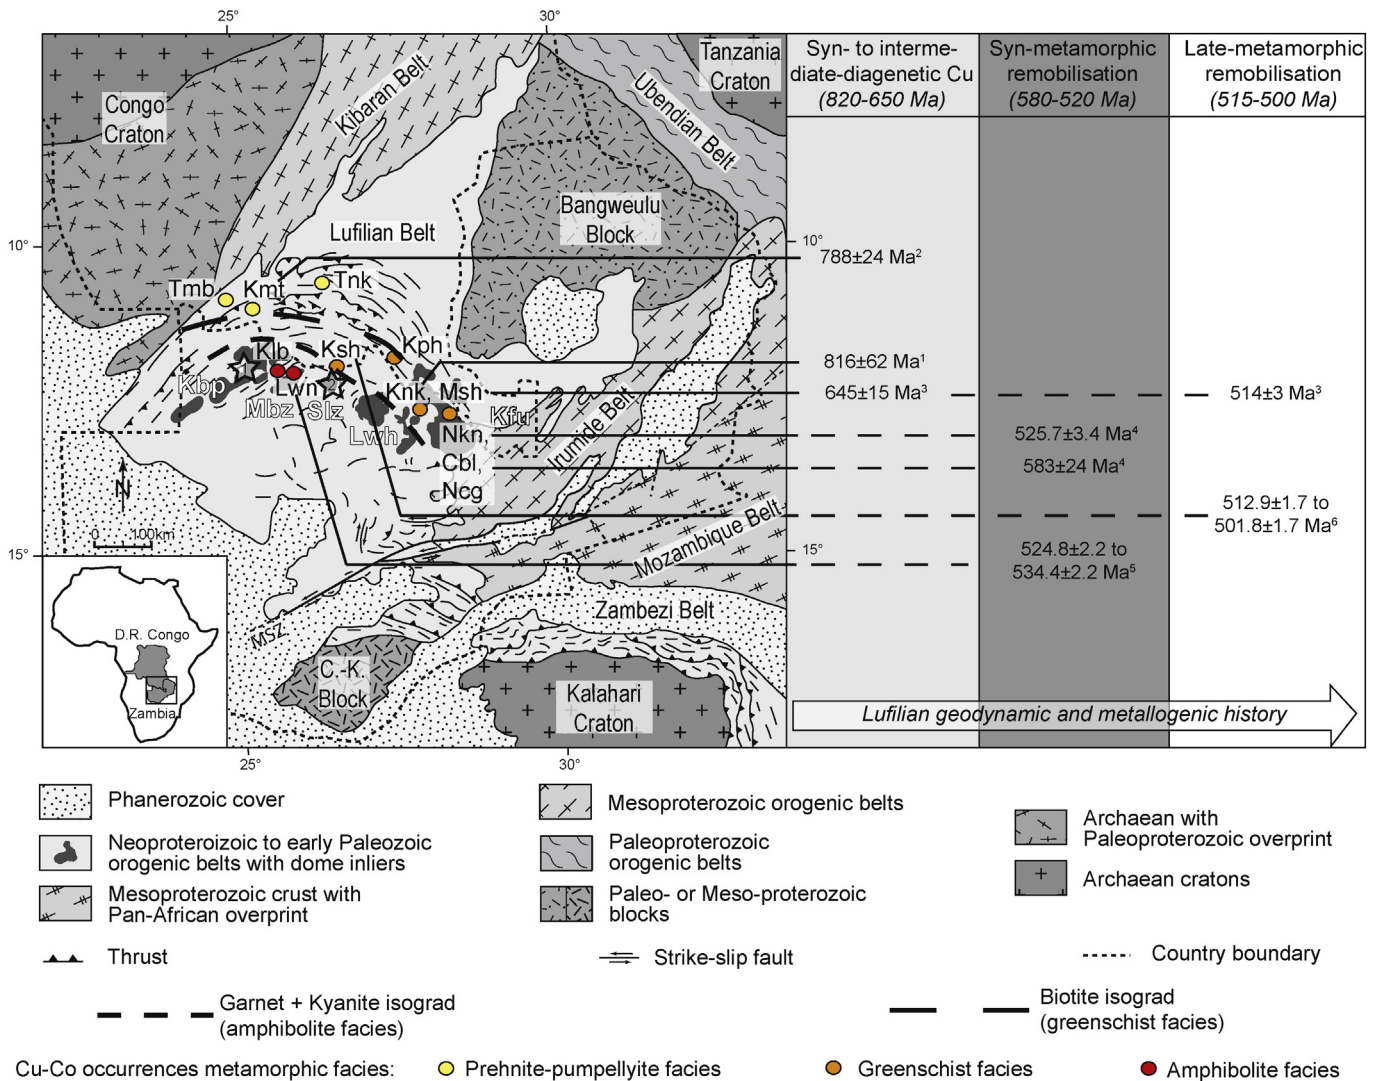 25°
30°
Congo
Craton
Kibaran Belt
Ubendian Belt
Tanzania
Craton
Bangweulu
Block
Lufilian Belt
10°
10°
Tmb
Kmt
Tnk
Klb
Ksh
Kph
1
2
Kbp
Lwn
Mbz
Slz
Knk,
Msh
Kfu
Lwh
Nkn,
Cbl,
Ncg
Irumide Belt
N
0 100km
15°
15°
Mozambique Belt
Zambezi Belt
MSZ
C.-K.
Block
Kalahari
Craton
D.R. Congo
Zambia
25°
30°
Syn- to interme-
diate-diagenetic Cu
(820-650 Ma)
Syn-metamorphic
remobilisation
(580-520 Ma)
Late-metamorphic
remobilisation
(515-500 Ma)
788±24 Ma²
816±62 Ma¹
645±15 Ma³
514±3 Ma³
525.7±3.4 Ma⁴
583±24 Ma⁴
512.9±1.7 to
501.8±1.7 Ma⁶
524.8±2.2 to
534.4±2.2 Ma⁵
Lufilian geodynamic and metallogenic history
Phanerozoic cover
Neoproteroizoic to early Paleozoic
orogenic belts with dome inliers
Mesoproterozoic crust with
Pan-African overprint
Mesoproterozoic orogenic belts
Paleoproterozoic
orogenic belts
Paleo- or Meso-proterozoic
blocks
Archaean with
Paleoproterozoic overprint
Archaean cratons
Thrust
Strike-slip fault
Country boundary
Garnet + Kyanite isograd
(amphibolite facies)
Biotite isograd
(greenschist facies)
Cu-Co occurrences metamorphic facies:
Prehnite-pumpellyite facies
Greenschist facies
Amphibolite facies